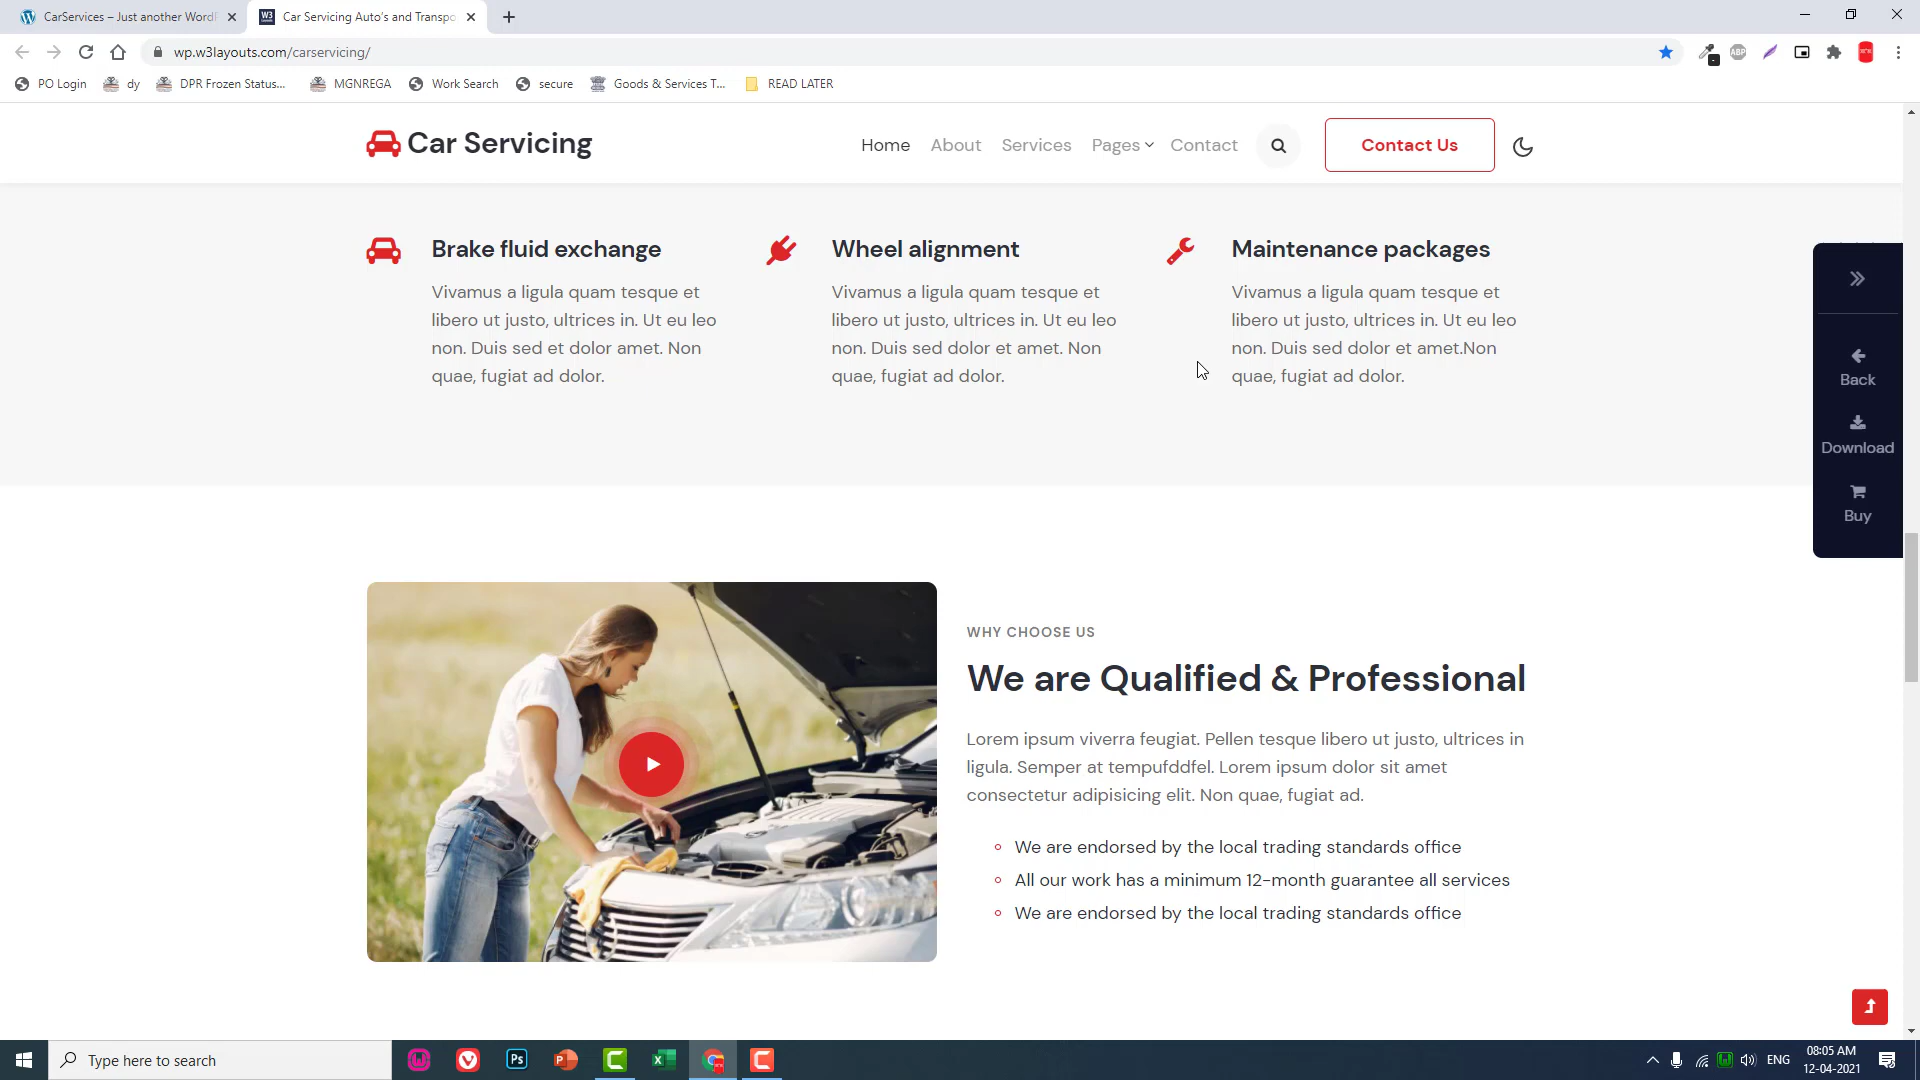 CarServices – Just another WordP
Car Servicing Auto's and Transpo
wp.w3layouts.com/carservicing/
PO Login
dy
DPR Frozen Status...
MGNREGA
Work Search
secure
Goods & Services T...
READ LATER
Car Servicing
Home
About
Services
Pages
Contact
Contact Us
Brake fluid exchange
Vivamus a ligula quam tesque et
libero ut justo, ultrices in. Ut eu leo
non. Duis sed et dolor amet. Non
quae, fugiat ad dolor.
Wheel alignment
Vivamus a ligula quam tesque et
libero ut justo, ultrices in. Ut eu leo
non. Duis sed dolor et amet. Non
quae, fugiat ad dolor.
Maintenance packages
Vivamus a ligula quam tesque et
libero ut justo, ultrices in. Ut eu leo
non. Duis sed dolor et amet.Non
quae, fugiat ad dolor.
Back
Download
Buy
WHY CHOOSE US
We are Qualified & Professional
Lorem ipsum viverra feugiat. Pellen tesque libero ut justo, ultrices in
ligula. Semper at tempufddfel. Lorem ipsum dolor sit amet
consectetur adipisicing elit. Non quae, fugiat ad.
We are endorsed by the local trading standards office
All our work has a minimum 12-month guarantee all services
We are endorsed by the local trading standards office
Type here to search
ENG
08:05 AM
12-04-2021